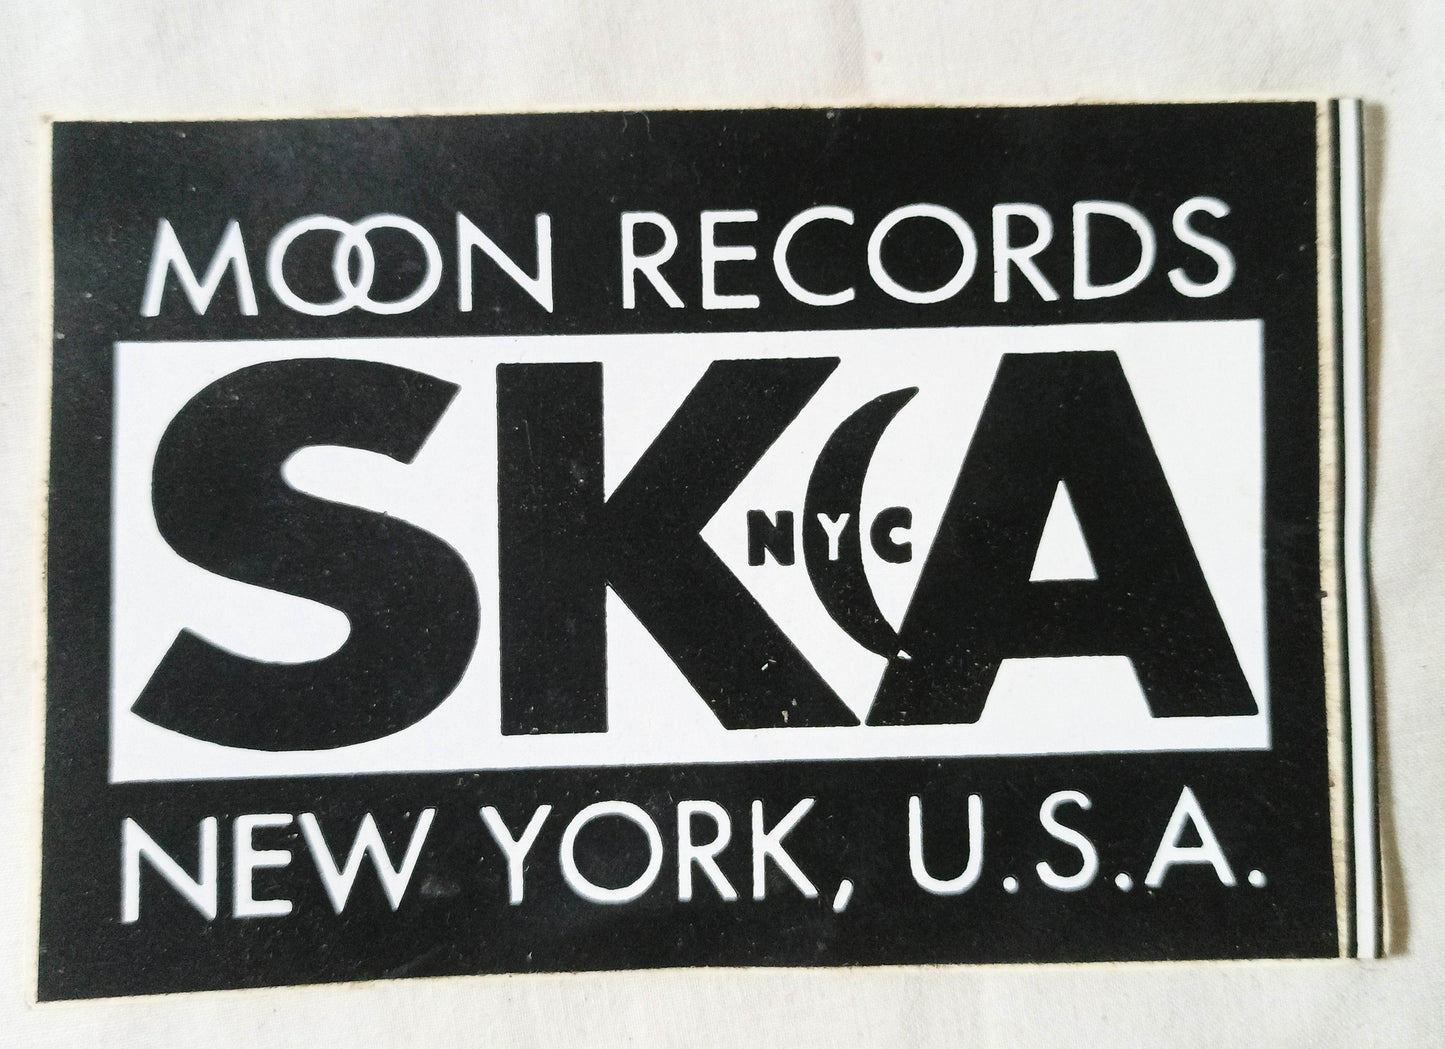 MOON RECORDS
SKA
NYC
NEW YORK, U.S.A.